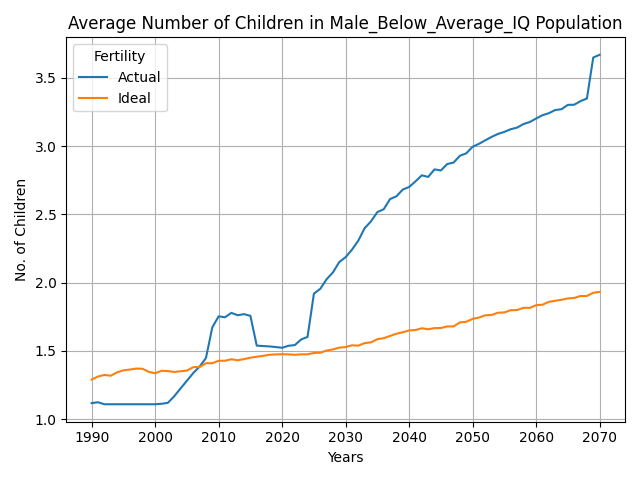 Average Number of Children in Male_Below_Average_IQ Population
Fertility
Actual
Ideal
No. of Children
3.5
3.0
2.5
2.0
1.5
1.0
1990 2000 2010 2020 2030 2040 2050 2060 2070
Years